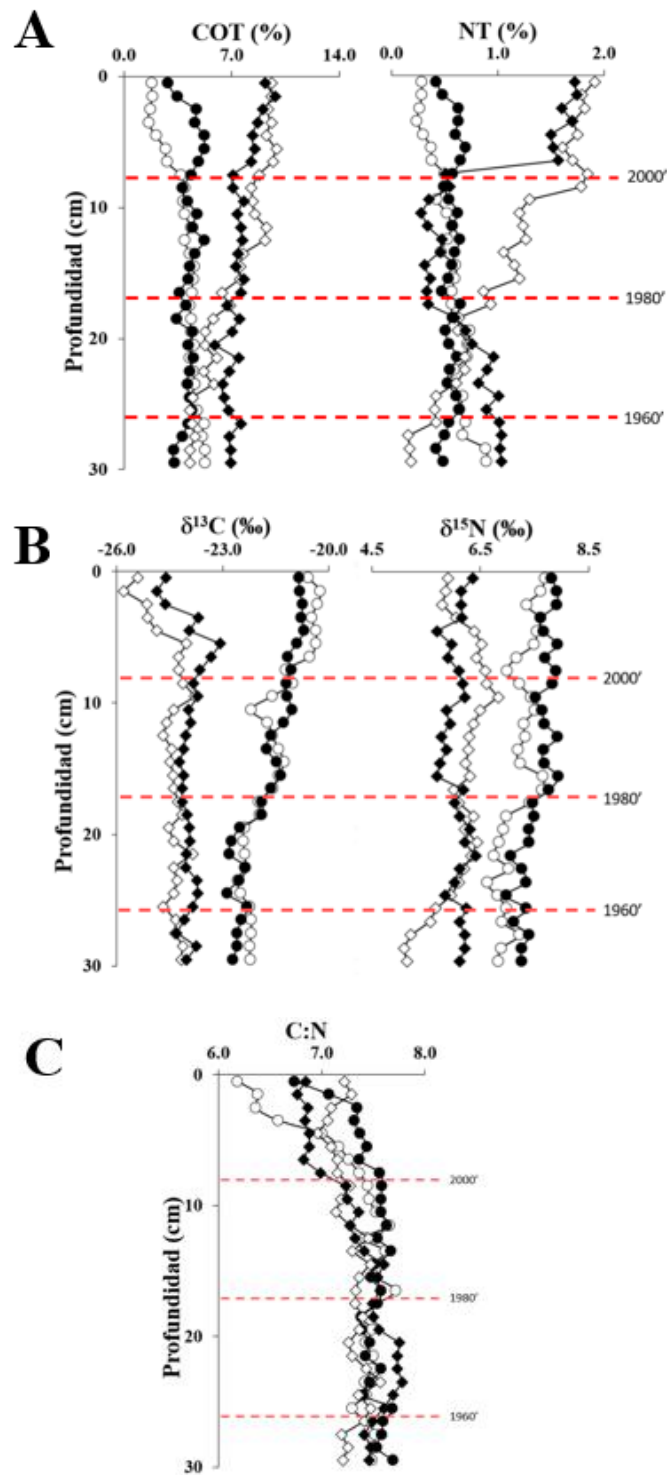 A
COT (%)
NT (%)
0.0 7.0 14.0 0.0 1.0 2.0
0
10
20
30
Profundidad (cm)
2000'
1980'
1960'
B
δ¹³C (‰)
δ¹⁵N (‰)
-26.0 -23.0 -20.0 4.5 6.5 8.5
0
10
20
30
Profundidad (cm)
2000'
1980'
1960'
C
C:N
6.0 7.0 8.0
0
10
20
30
Profundidad (cm)
2000'
1980'
1960'